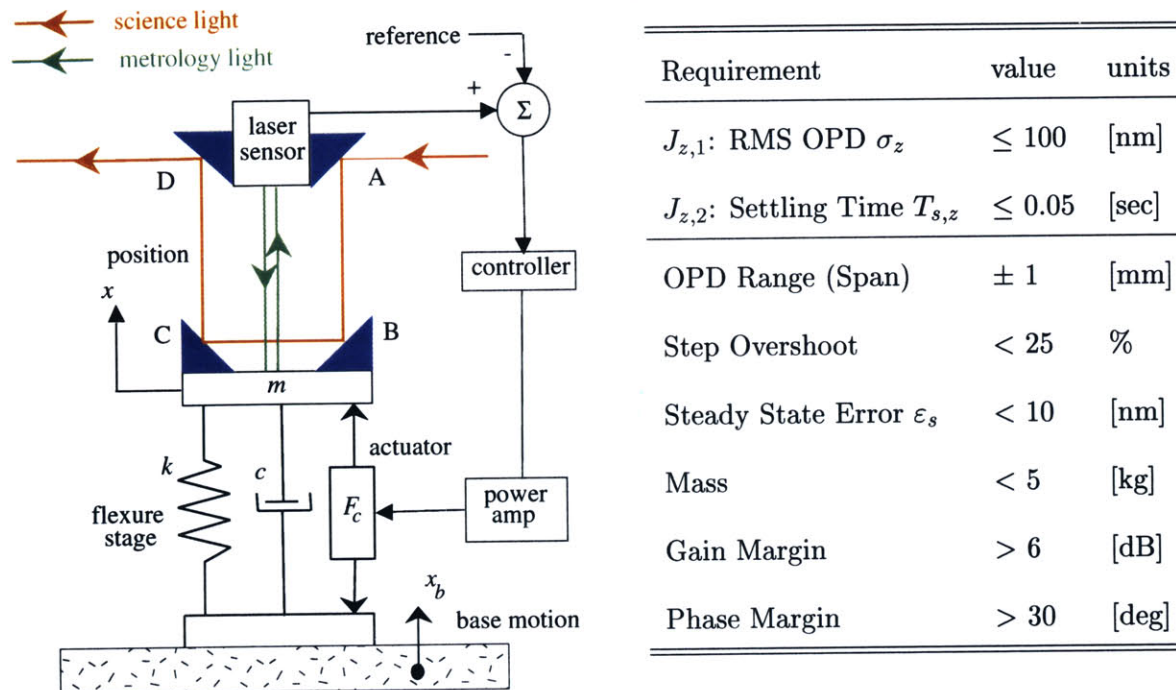 science light
metrology light
reference
-
+
Σ
laser
sensor
D
A
position
x
controller
C
B
m
actuator
k
c
F_c
power
amp
flexure
stage
x_b
base motion
Requirement value units
J_{z,1}: RMS OPD σ_z ≤ 100 [nm]
J_{z,2}: Settling Time T_{s,z} ≤ 0.05 [sec]
OPD Range (Span) ± 1 [mm]
Step Overshoot < 25 %
Steady State Error ε_s < 10 [nm]
Mass < 5 [kg]
Gain Margin > 6 [dB]
Phase Margin > 30 [deg]